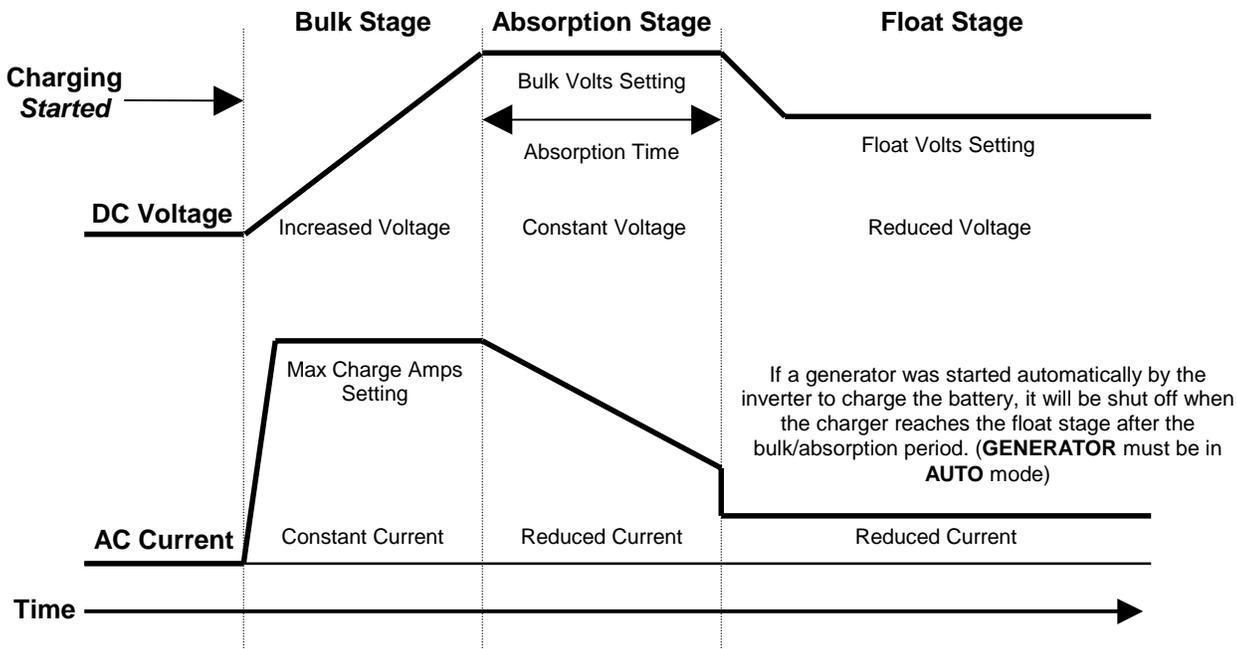 Bulk Stage
Absorption Stage
Float Stage
Charging
Started
Bulk Volts Setting
Absorption Time
Float Volts Setting
DC Voltage
Increased Voltage
Constant Voltage
Reduced Voltage
Max Charge Amps
Setting
If a generator was started automatically by the
inverter to charge the battery, it will be shut off when
the charger reaches the float stage after the
bulk/absorption period. (GENERATOR must be in
AUTO mode)
AC Current
Constant Current
Reduced Current
Reduced Current
Time